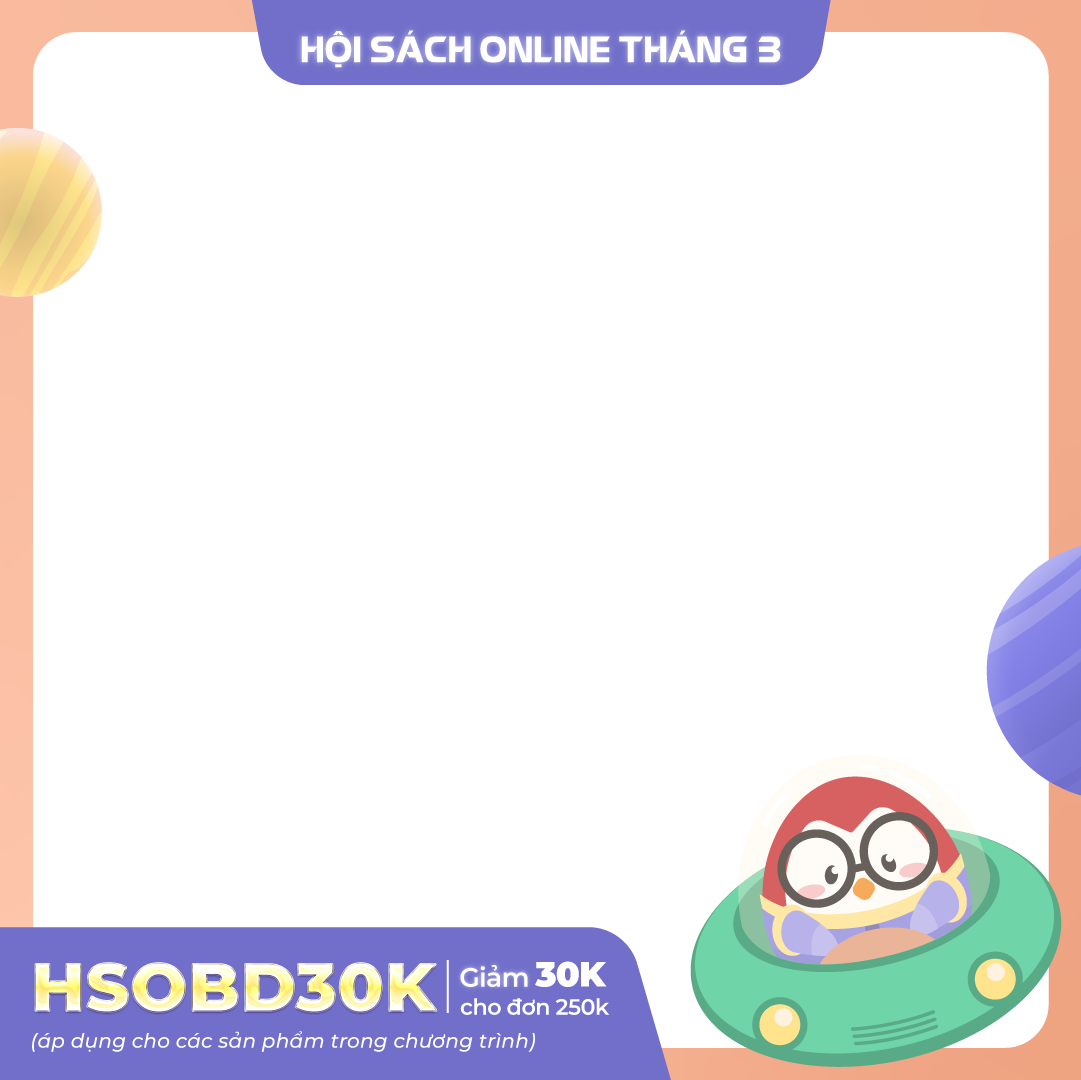 HỘI SÁCH ONLINE THÁNG 3
HSOBD30K
Giảm 30K
cho đơn 250k
(áp dụng cho các sản phẩm trong chương trình)